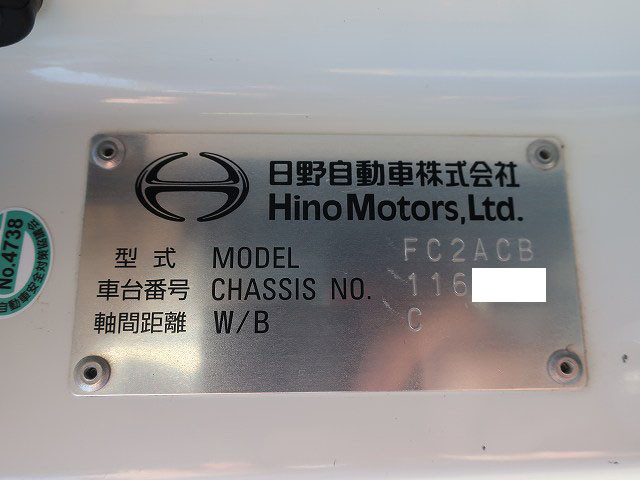 日野自動車株式会社
Hino Motors, Ltd.
型式 MODEL FC2ACB
車台番号 CHASSIS NO. 116
軸間距離 W/B C
No.4738